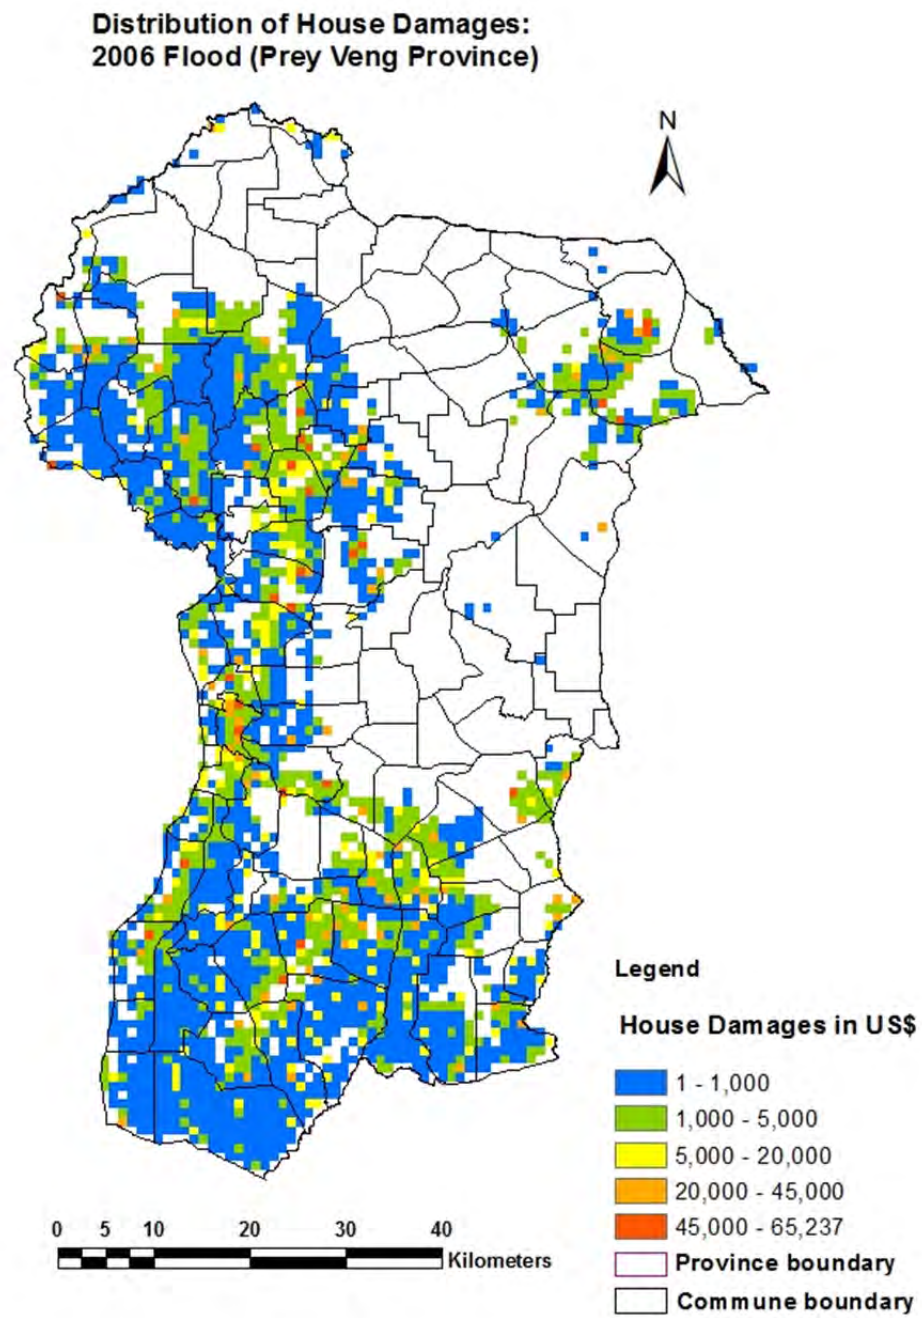 Distribution of House Damages:
2006 Flood (Prey Veng Province)
N
Legend
House Damages in US$
1 - 1,000
1,000 - 5,000
5,000 - 20,000
20,000 - 45,000
45,000 - 65,237
Province boundary
Commune boundary
0 5 10 20 30 40
Kilometers